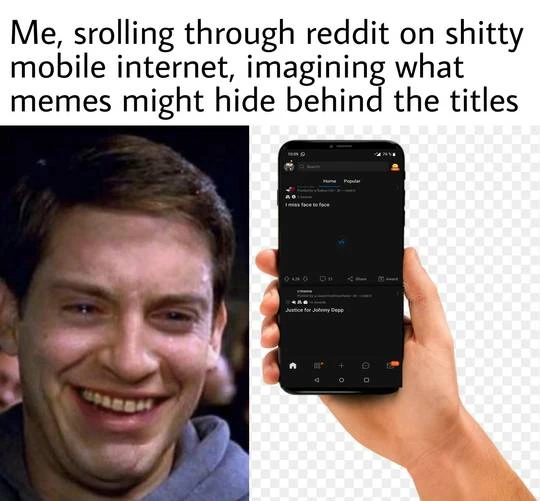 Me, srolling through reddit on shitty
mobile internet, imagining what
memes might hide behind the titles
Search
Home Popular
I miss face to face
Share Award
Justice for Johnny Depp